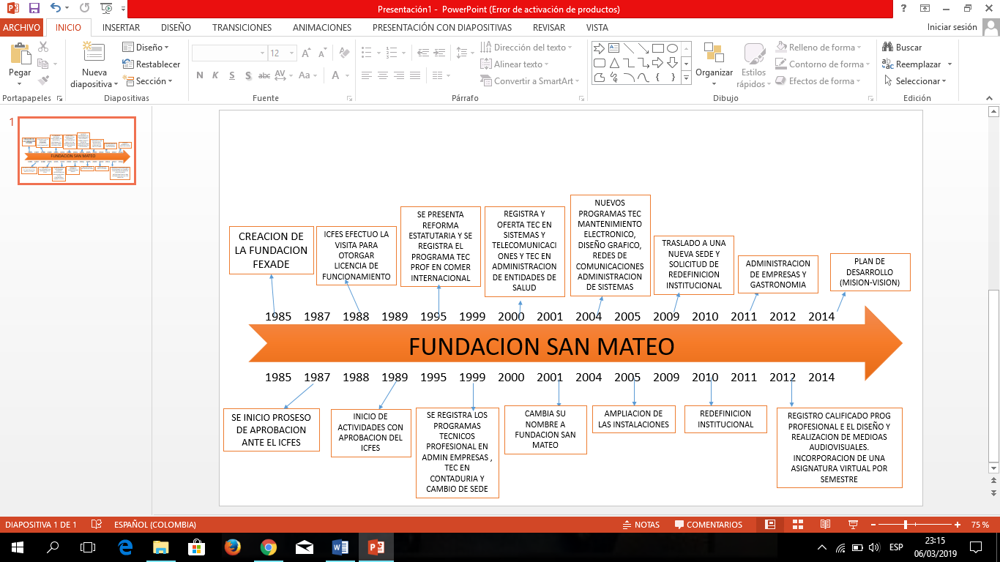 Presentación1 - PowerPoint (Error de activación de productos)
?
ARCHIVO INICIO INSERTAR DISEÑO TRANSICIONES ANIMACIONES PRESENTACIÓN CON DIAPOSITIVAS REVISAR VISTA Iniciar sesión
Pegar
Nueva
diapositiva
Diseño
Restablecer
Sección
12
N K S S abc AV Aa A
Dirección del texto
Alinear texto
Convertir a SmartArt
Organizar
Estilos
rápidos
Relleno de forma
Contorno de forma
Efectos de forma
Buscar
Reemplazar
Seleccionar
Portapapeles Diapositivas Fuente Párrafo Dibujo Edición
1
FUNDACION SAN MATEO
CREACION DE
LA FUNDACION
FEXADE
ICFES EFECTUO LA
VISITA PARA
OTORGAR
LICENCIA DE
FUNCIONAMIENTO
SE PRESENTA
REFORMA
ESTATUTARIA Y SE
REGISTRA EL
PROGRAMA TEC
PROF EN COMER
INTERNACIONAL
REGISTRA Y
OFERTA TEC EN
SISTEMAS Y
TELECOMUNICACI
ONES Y TEC EN
ADMINISTRACION
DE ENTIDADES DE
SALUD
NUEVOS
PROGRAMAS TEC
MANTENIMIENTO
ELECTRONICO,
DISEÑO GRAFICO,
REDES DE
COMUNICACIONES
ADMINISTRACION
DE SISTEMAS
TRASLADO A UNA
NUEVA SEDE Y
SOLICITUD DE
REDEFINICION
INSTITUCIONAL
ADMINISTRACION
DE EMPRESAS Y
GASTRONOMIA
PLAN DE
DESARROLLO
(MISION-VISION)
1985 1987 1988 1989 1995 1999 2000 2001 2004 2005 2009 2010 2011 2012 2014
FUNDACION SAN MATEO
1985 1987 1988 1989 1995 1999 2000 2001 2004 2005 2009 2010 2011 2012 2014
SE INICIO PROSESO
DE APROBACION
ANTE EL ICFES
INICIO DE
ACTIVIDADES CON
APROBACION DEL
ICFES
SE REGISTRA LOS
PROGRAMAS
TECNICOS
PROFESIONAL EN
ADMIN EMPRESAS ,
TEC EN
CONTADURIA Y
CAMBIO DE SEDE
CAMBIA SU
NOMBRE A
FUNDACION SAN
MATEO
AMPLIACION DE
LAS INSTALACIONES
REDEFINICION
INSTITUCIONAL
REGISTRO CALIFICADO PROG
PROFESIONAL E EL DISEÑO Y
REALIZACION DE MEDIOAS
AUDIOVISUALES.
INCORPORACION DE UNA
ASIGNATURA VIRTUAL POR
SEMESTRE
DIAPOSITIVA 1 DE 1 ESPAÑOL (COLOMBIA) NOTAS COMENTARIOS 75 %
ESP
23:15
06/03/2019